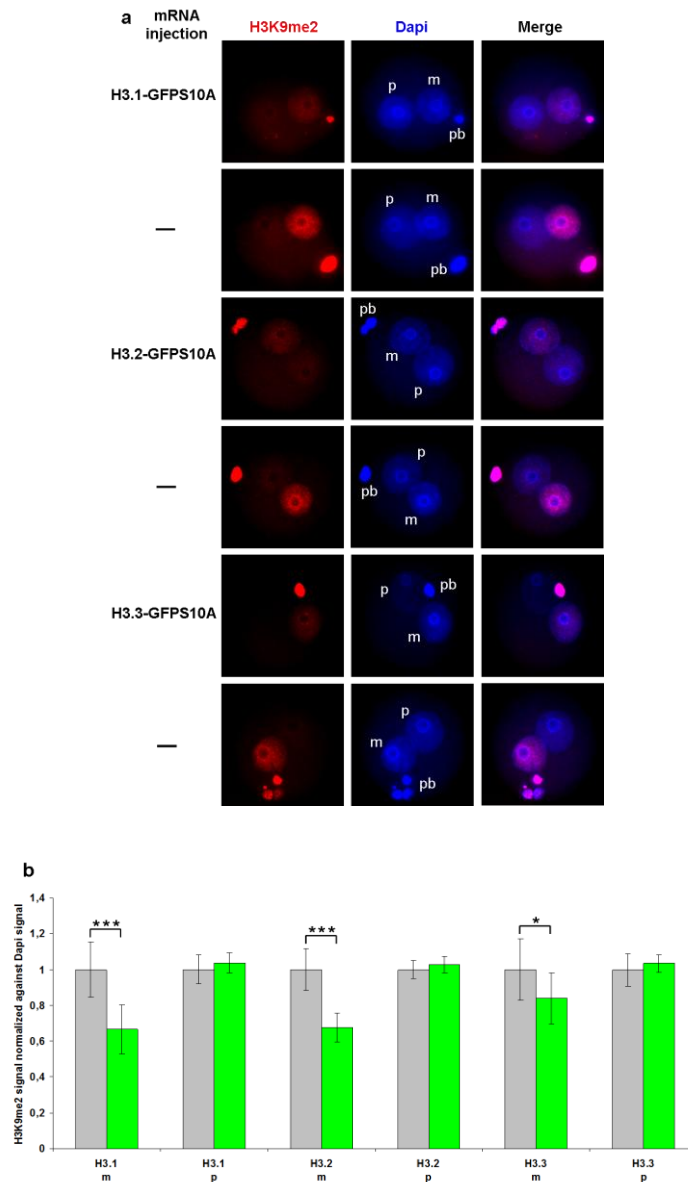 a
mRNA
injection
H3K9me2
Dapi
Merge
H3.1-GFPS10A
p
m
pb
—
p
m
pb
H3.2-GFPS10A
pb
m
p
—
p
pb
m
H3.3-GFPS10A
p
pb
m
—
p
m
pb
b
H3K9me2 signal normalized against Dapi signal
1,4
1,2
1
0,8
0,6
0,4
0,2
0
***
***
*
H3.1 H3.1 H3.2 H3.2 H3.3 H3.3
m p m p m p